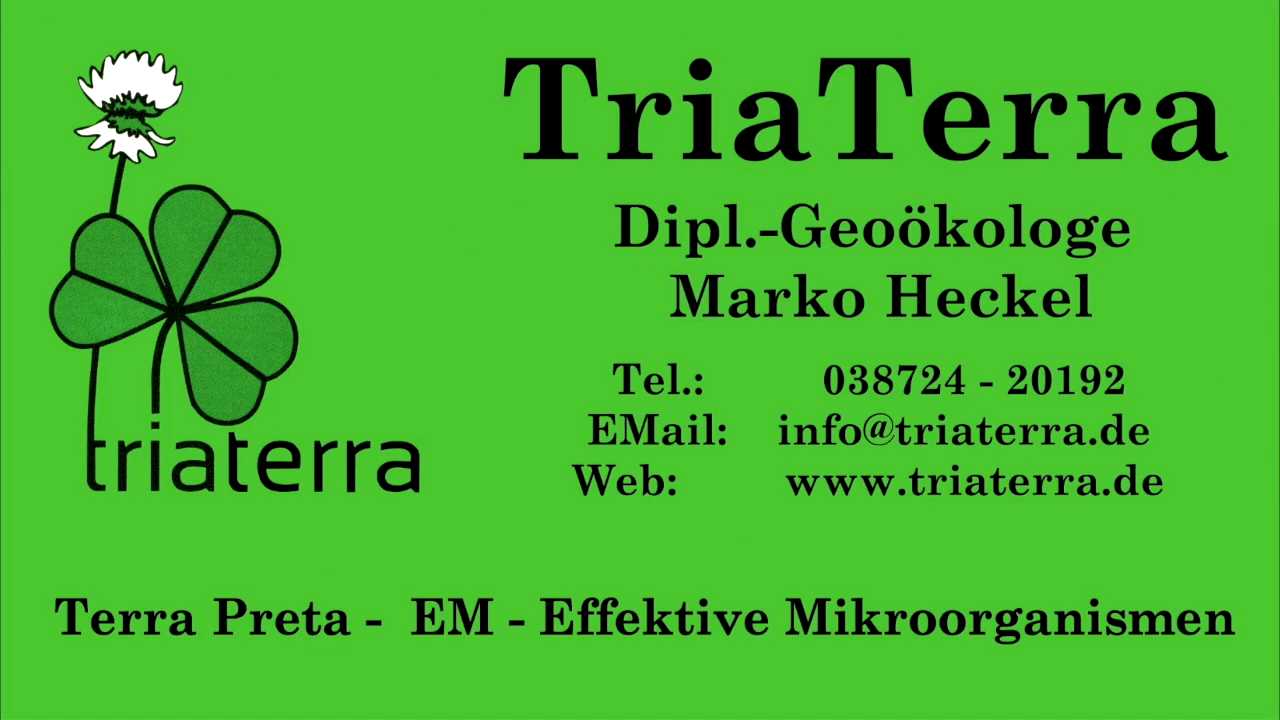 TriaTerra
Dipl.-Geoökologe
Marko Heckel
Tel.: 038724 - 20192
EMail: info@triaterra.de
Web: www.triaterra.de
triaterra
Terra Preta - EM - Effektive Mikroorganismen